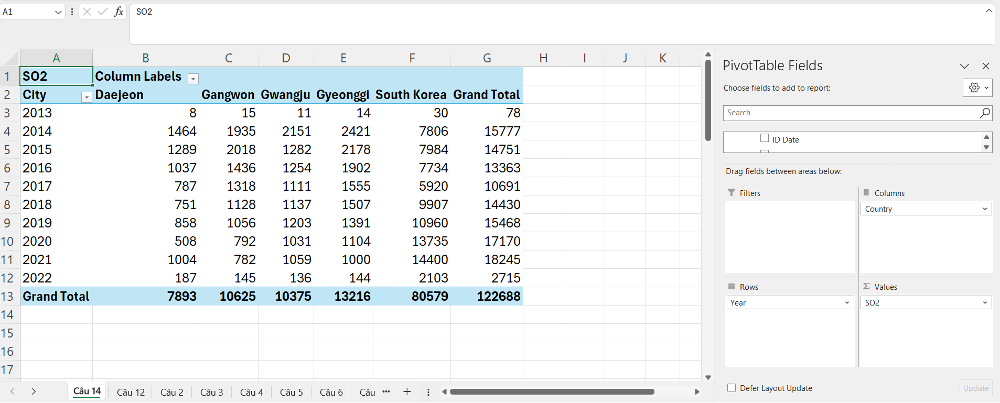 A1
fx
SO2
A B C D E F G H I J K
1 SO2 Column Labels
2 City Daejeon Gangwon Gwangju Gyeonggi South Korea Grand Total
3 2013 8 15 11 14 30 78
4 2014 1464 1935 2151 2421 7806 15777
5 2015 1289 2018 1282 2178 7984 14751
6 2016 1037 1436 1254 1902 7734 13363
7 2017 787 1318 1111 1555 5920 10691
8 2018 751 1128 1137 1507 9907 14430
9 2019 858 1056 1203 1391 10960 15468
10 2020 508 792 1031 1104 13735 17170
11 2021 1004 782 1059 1000 14400 18245
12 2022 187 145 136 144 2103 2715
13 Grand Total 7893 10625 10375 13216 80579 122688
14
15
16
17
Câu 14 Câu 12 Câu 2 Câu 3 Câu 4 Câu 5 Câu 6 Câu ...
PivotTable Fields
Choose fields to add to report:
Search
ID Date
Drag fields between areas below:
Filters
Columns
Country
Rows
Year
Σ Values
SO2
Defer Layout Update
Update